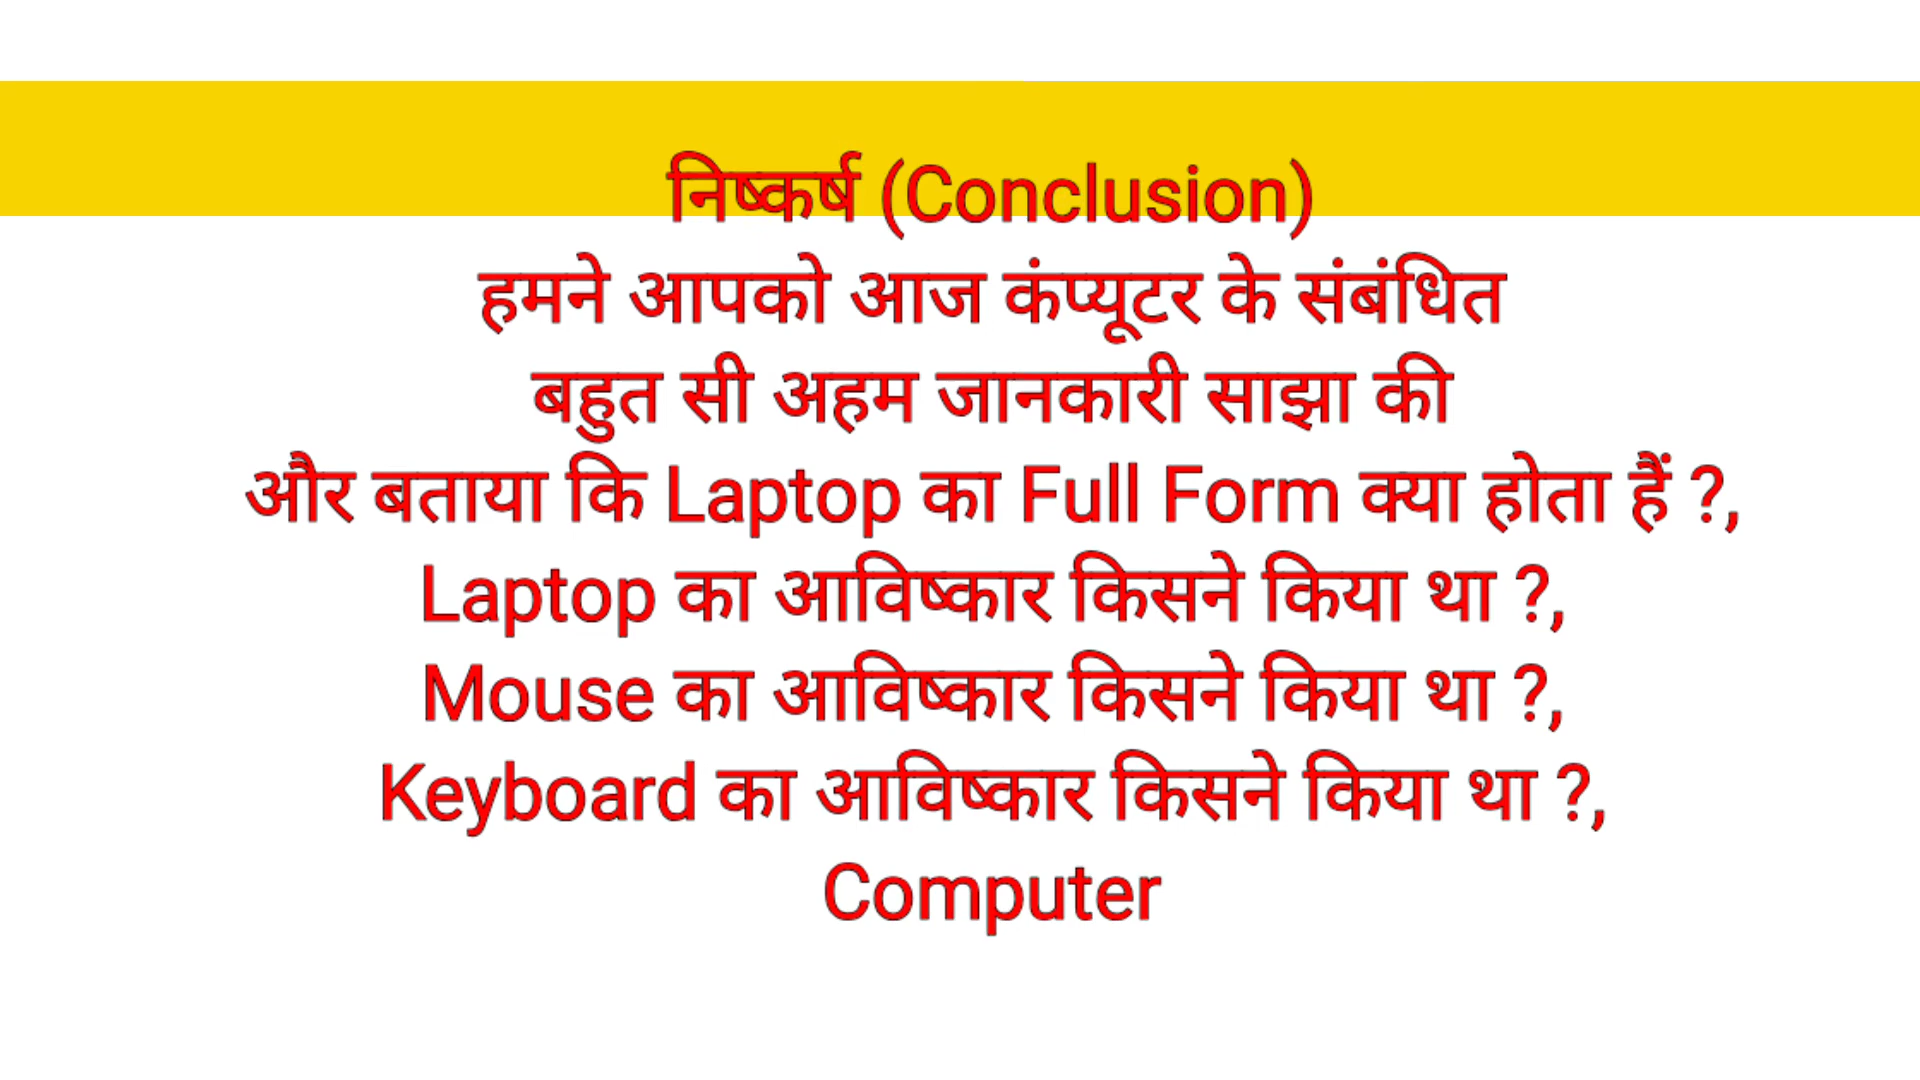 निष्कर्ष (Conclusion)
हमने आपको आज कंप्यूटर के संबंधित
बहुत सी अहम जानकारी साझा की
और बताया कि Laptop का Full Form क्या होता हैं ?,
Laptop का आविष्कार किसने किया था ?,
Mouse का आविष्कार किसने किया था ?,
Keyboard का आविष्कार किसने किया था ?,
Computer